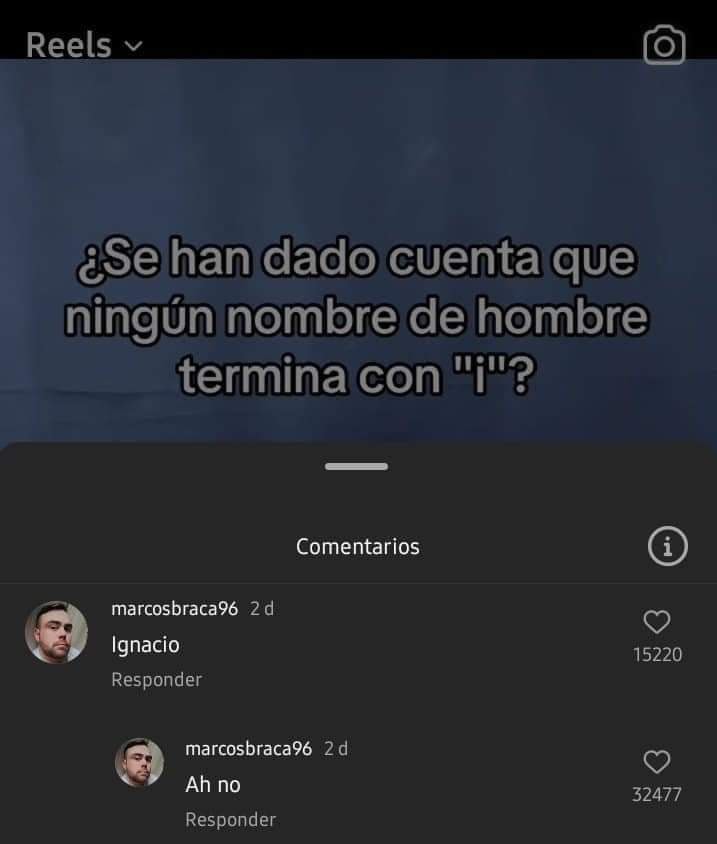 Reels
¿Se han dado cuenta que
ningún nombre de hombre
termina con "i"?
Comentarios
marcosbraca96 2 d
Ignacio
15220
Responder
marcosbraca96 2 d
Ah no
32477
Responder